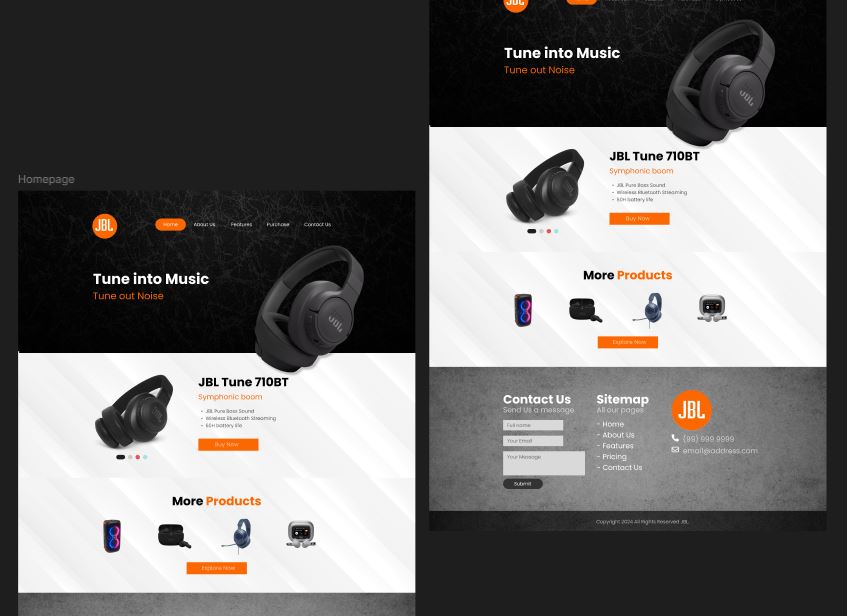 Homepage
JBL
Home About Us Features Purchase Contact Us
Tune into Music
Tune out Noise
JBL
JBL Tune 710BT
Symphonic boom
• JBL Pure Bass Sound
• Wireless Bluetooth Streaming
• 50H battery life
Buy Now
More Products
Explore Now
JBL
Tune into Music
Tune out Noise
JBL
JBL Tune 710BT
Symphonic boom
• JBL Pure Bass Sound
• Wireless Bluetooth Streaming
• 50H battery life
Buy Now
More Products
Explore Now
Contact Us
Send Us a message
Full name
Your Email
Your Message
Submit
Sitemap
All our pages
- Home
- About Us
- Features
- Pricing
- Contact Us
JBL
(99) 999 9999
email@address.com
Copyright 2024 All Rights Reserved JBL